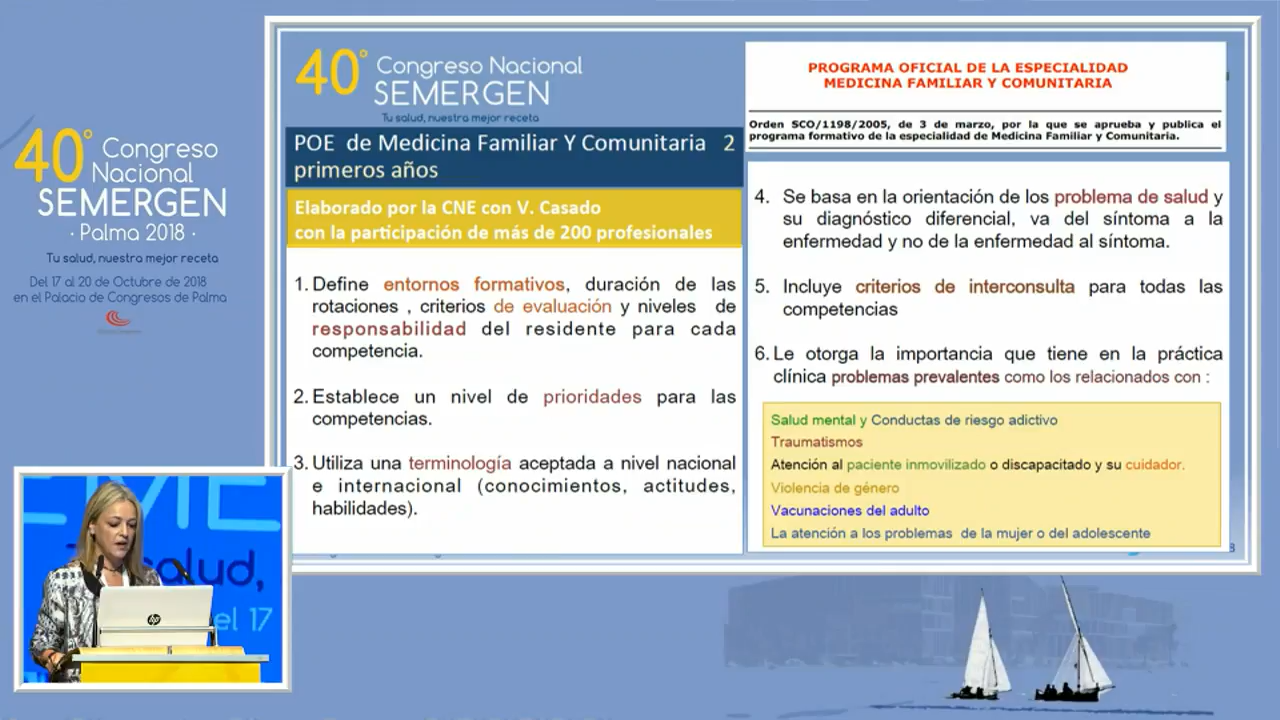 40° Congreso
Nacional
SEMERGEN
· Palma 2018 ·
Tu salud, nuestra mejor receta
Del 17 al 20 de Octubre de 2018
en el Palacio de Congresos de Palma
40° Congreso Nacional
SEMERGEN
Tu salud, nuestra mejor receta
POE de Medicina Familiar Y Comunitaria 2
primeros años
Elaborado por la CNE con V. Casado
con la participación de más de 200 profesionales
1. Define entornos formativos, duración de las
rotaciones , criterios de evaluación y niveles de
responsabilidad del residente para cada
competencia.
2. Establece un nivel de prioridades para las
competencias.
3. Utiliza una terminología aceptada a nivel nacional
e internacional (conocimientos, actitudes,
habilidades).
PROGRAMA OFICIAL DE LA ESPECIALIDAD
MEDICINA FAMILIAR Y COMUNITARIA
Orden SCO/1198/2005, de 3 de marzo, por la que se aprueba y publica el
programa formativo de la especialidad de Medicina Familiar y Comunitaria.
4. Se basa en la orientación de los problema de salud y
su diagnóstico diferencial, va del síntoma a la
enfermedad y no de la enfermedad al síntoma.
5. Incluye criterios de interconsulta para todas las
competencias
6. Le otorga la importancia que tiene en la práctica
clínica problemas prevalentes como los relacionados con :
Salud mental y Conductas de riesgo adictivo
Traumatismos
Atención al paciente inmovilizado o discapacitado y su cuidador.
Violencia de género
Vacunaciones del adulto
La atención a los problemas de la mujer o del adolescente
8
EME
salud,
el 17
hp